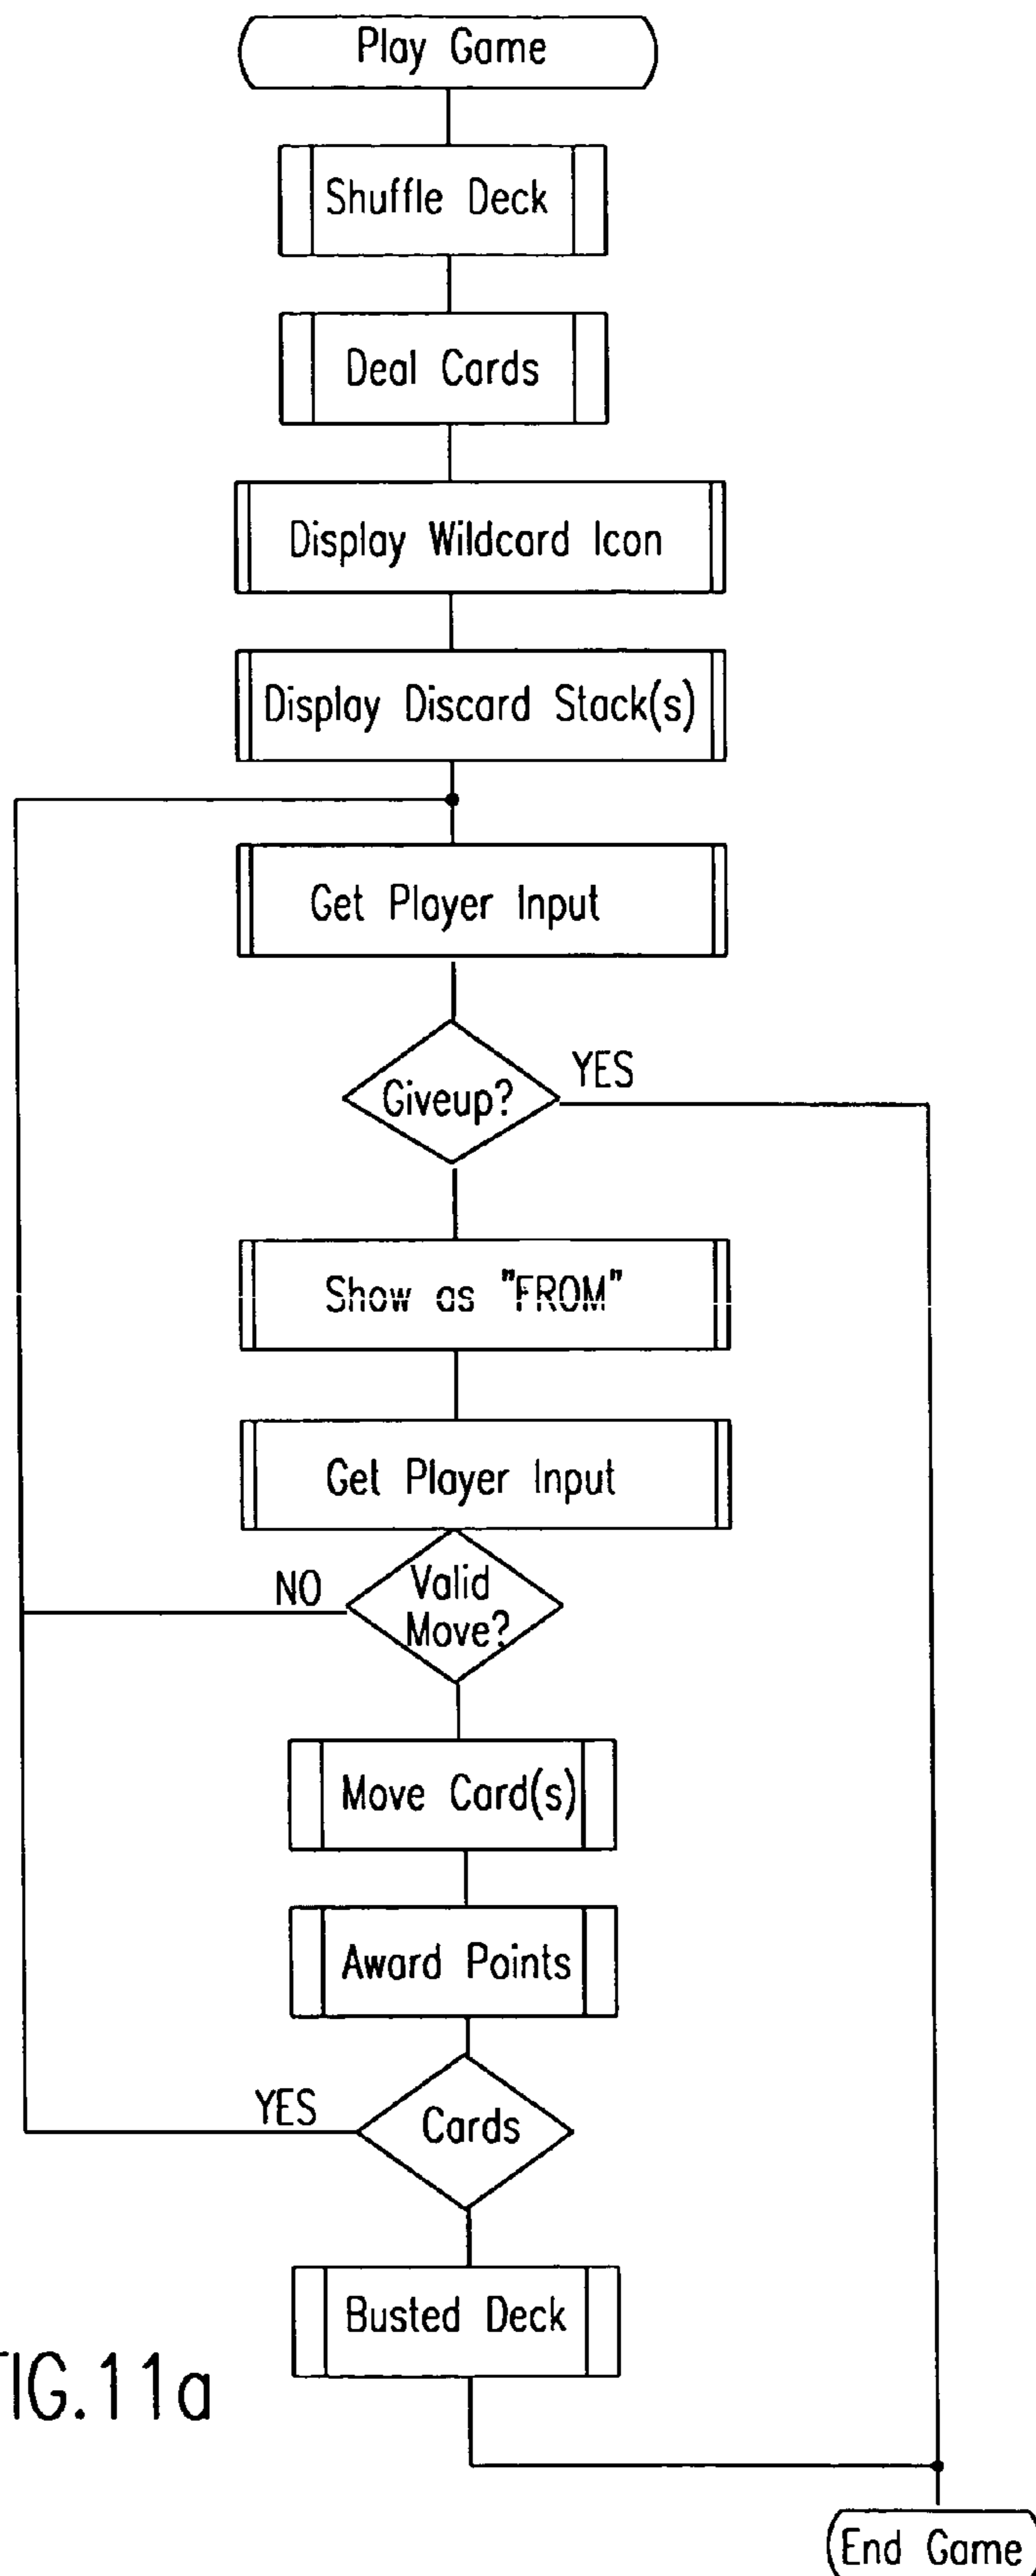 Play Game
Shuffle Deck
Deal Cards
Display Wildcard Icon
Display Discard Stack(s)
Get Player Input
Giveup?
YES
Show as "FROM"
Get Player Input
Valid
Move?
NO
Move Card(s)
Award Points
Cards
YES
Busted Deck
FIG.11a
End Game